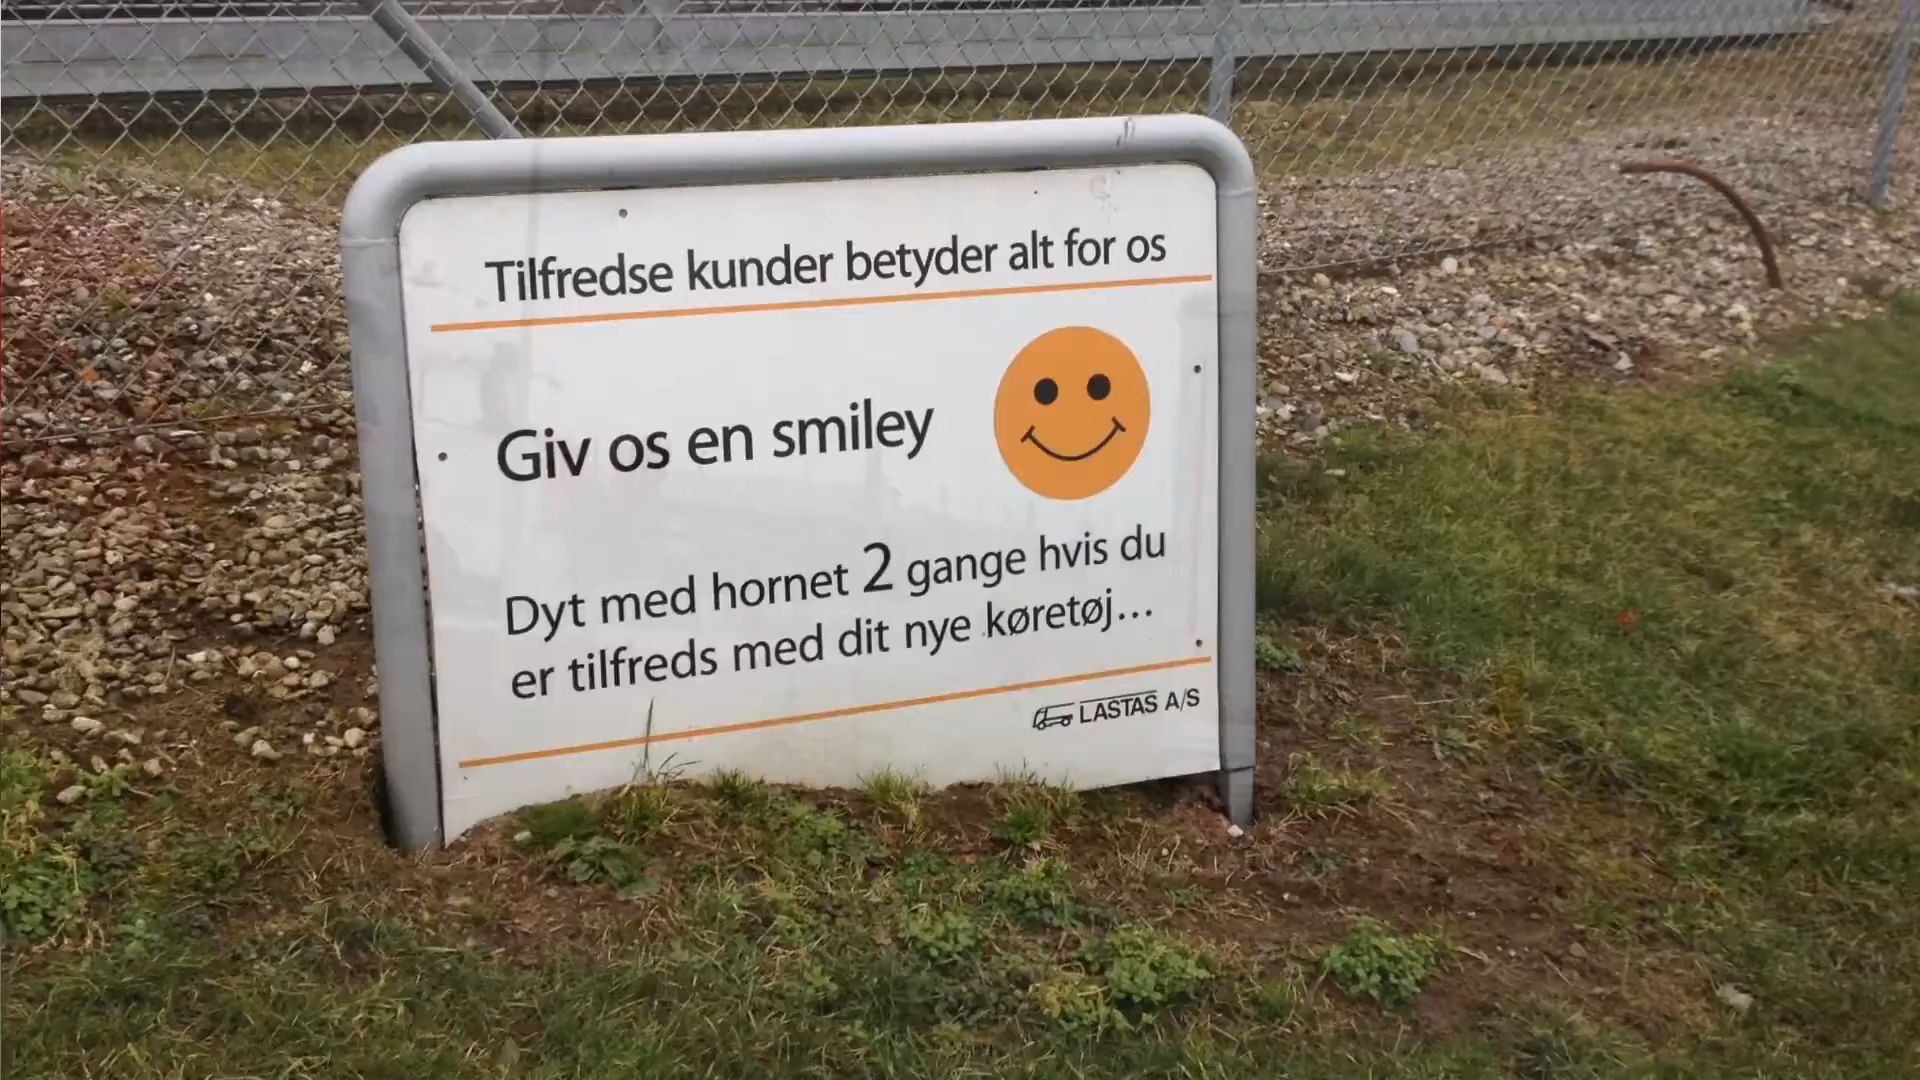 Tilfredse kunder betyder alt for os
Giv os en smiley
Dyt med hornet 2 gange hvis du
er tilfreds med dit nye køretøj...
LASTAS A/S